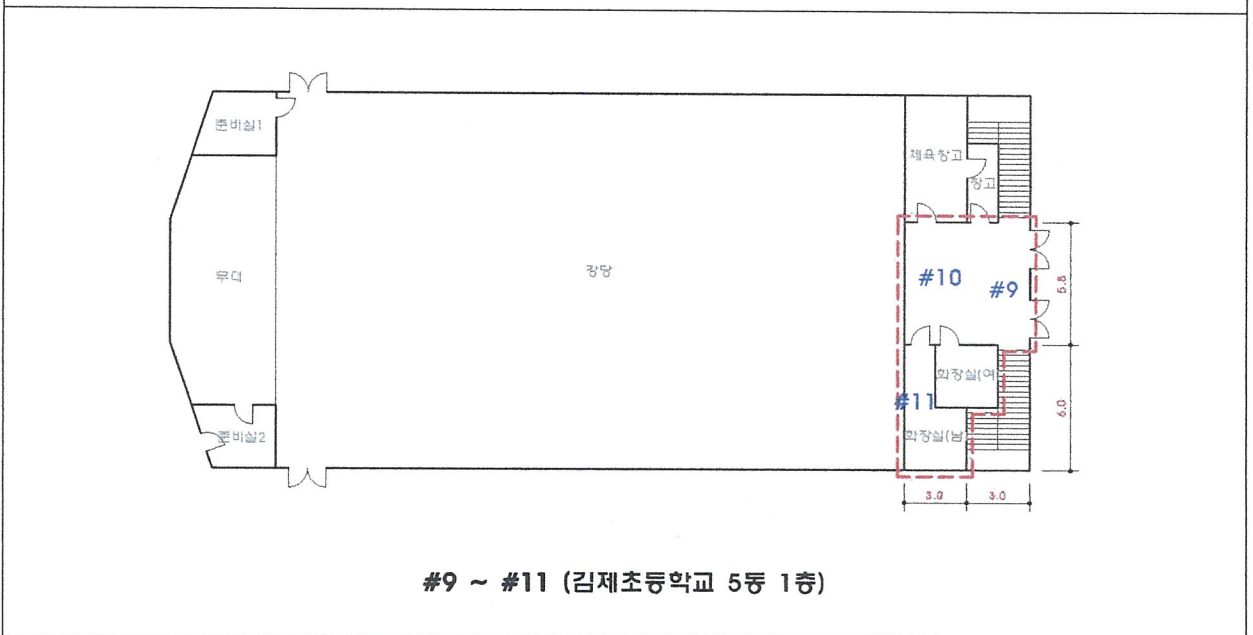 준비실1
체육창고
창고
무대
강당
#10
#9
5.8
화장실(여
#11
6.0
준비실2
화장실(남)
3.0
3.0
#9 ~ #11 (김제초등학교 5동 1층)